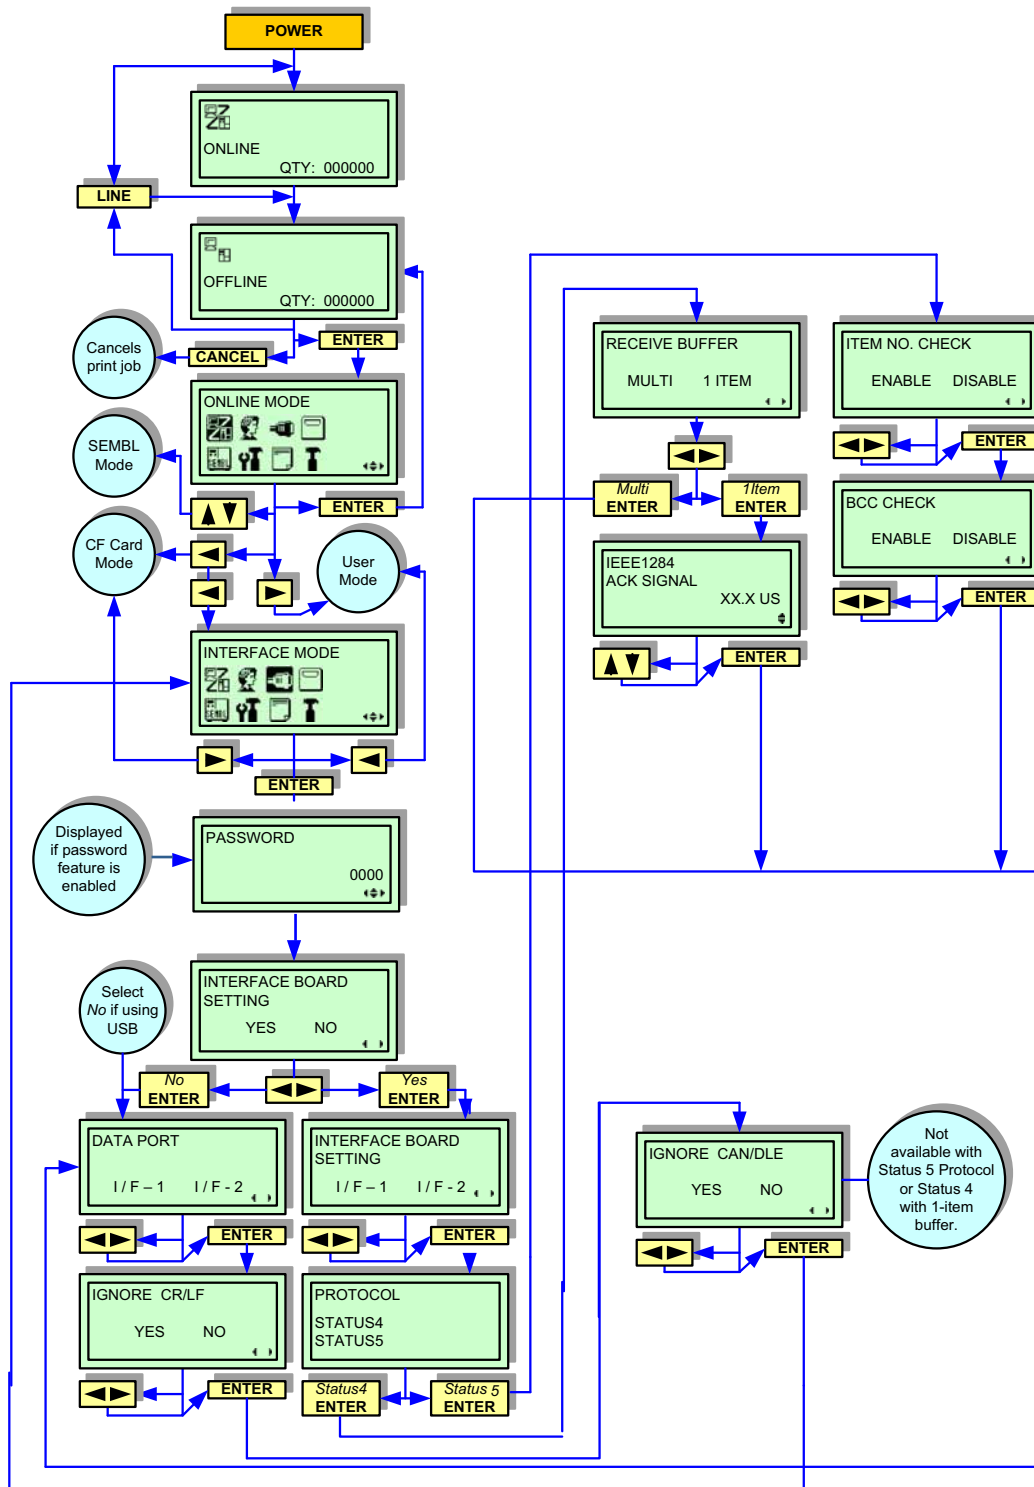 POWER
ONLINE
QTY: 000000
LINE
OFFLINE
QTY: 000000
ENTER
CANCEL
Cancels
print job
ONLINE MODE
SEMBL
Mode
ENTER
CF Card
Mode
User
Mode
INTERFACE MODE
ENTER
Displayed
if password
feature is
enabled
PASSWORD
0000
Select
No if using
USB
INTERFACE BOARD
SETTING
YES NO
No
ENTER
Yes
ENTER
DATA PORT
I / F – 1 I / F - 2
ENTER
INTERFACE BOARD
SETTING
I / F – 1 I / F - 2
ENTER
IGNORE CR/LF
YES NO
ENTER
PROTOCOL
STATUS4
STATUS5
Status4
ENTER
Status 5
ENTER
RECEIVE BUFFER
MULTI 1 ITEM
Multi
ENTER
1Item
ENTER
IEEE1284
ACK SIGNAL
XX.X US
ENTER
ITEM NO. CHECK
ENABLE DISABLE
ENTER
BCC CHECK
ENABLE DISABLE
ENTER
IGNORE CAN/DLE
YES NO
ENTER
Not
available with
Status 5 Protocol
or Status 4
with 1-item
buffer.